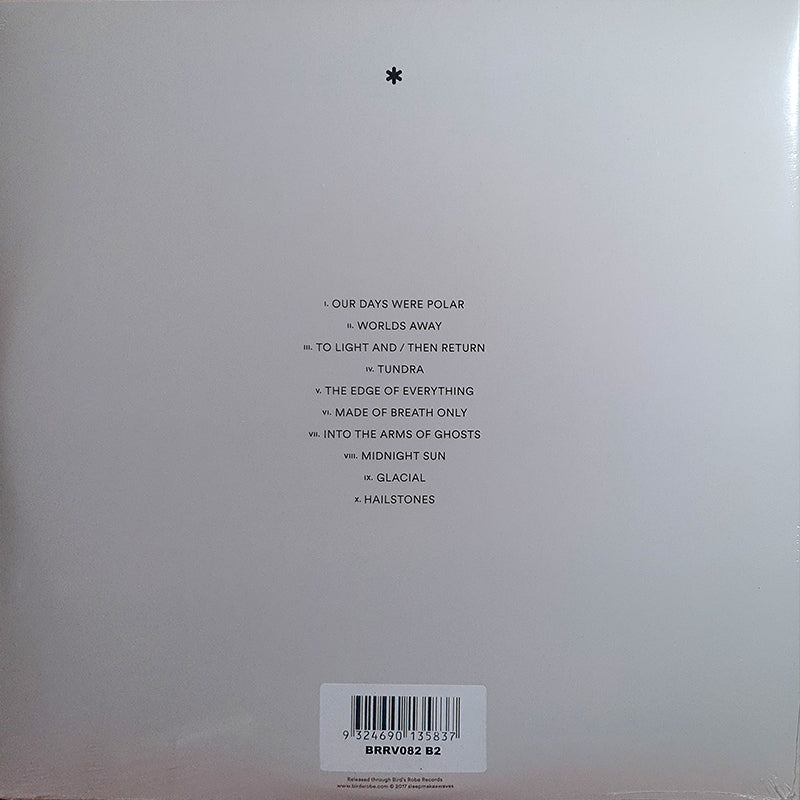 *
I. OUR DAYS WERE POLAR
II. WORLDS AWAY
III. TO LIGHT AND / THEN RETURN
IV. TUNDRA
V. THE EDGE OF EVERYTHING
VI. MADE OF BREATH ONLY
VII. INTO THE ARMS OF GHOSTS
VIII. MIDNIGHT SUN
IX. GLACIAL
X. HAILSTONES
9 324690 135837
BRRV082 B2
Released through Bird's Robe Records
www.birdsrobe.com © 2017 sleepmakeswaves